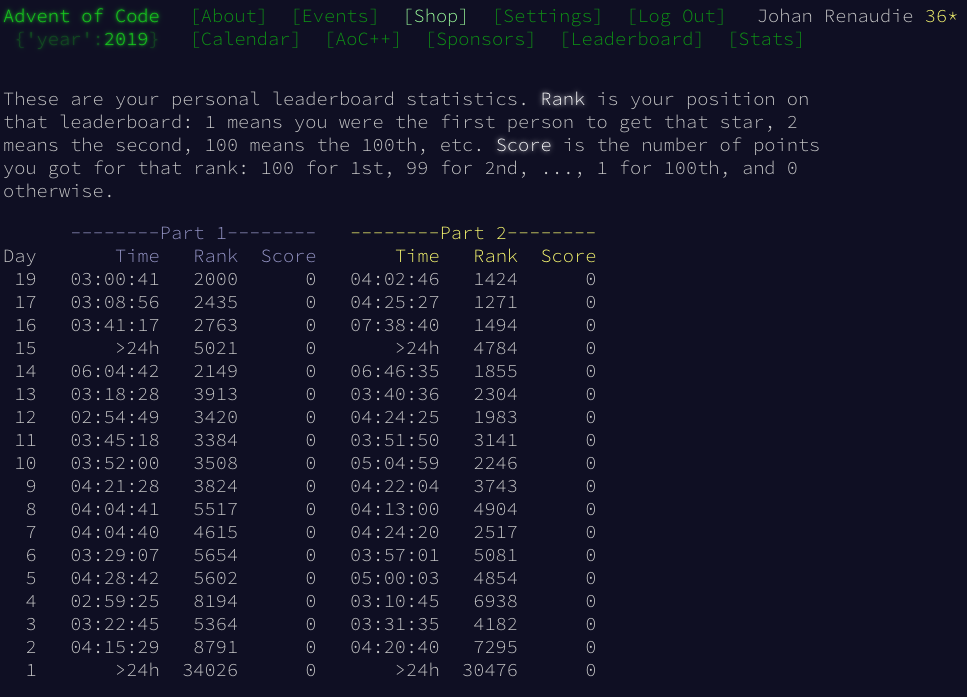 Advent of Code [About] [Events] [Shop] [Settings] [Log Out] Johan Renaudie 36*
{'year':2019} [Calendar] [AoC++] [Sponsors] [Leaderboard] [Stats]
These are your personal leaderboard statistics. Rank is your position on
that leaderboard: 1 means you were the first person to get that star, 2
means the second, 100 means the 100th, etc. Score is the number of points
you got for that rank: 100 for 1st, 99 for 2nd, ..., 1 for 100th, and 0
otherwise.
--------Part 1-------- --------Part 2--------
Day Time Rank Score Time Rank Score
19 03:00:41 2000 0 04:02:46 1424 0
17 03:08:56 2435 0 04:25:27 1271 0
16 03:41:17 2763 0 07:38:40 1494 0
15 >24h 5021 0 >24h 4784 0
14 06:04:42 2149 0 06:46:35 1855 0
13 03:18:28 3913 0 03:40:36 2304 0
12 02:54:49 3420 0 04:24:25 1983 0
11 03:45:18 3384 0 03:51:50 3141 0
10 03:52:00 3508 0 05:04:59 2246 0
9 04:21:28 3824 0 04:22:04 3743 0
8 04:04:41 5517 0 04:13:00 4904 0
7 04:04:40 4615 0 04:24:20 2517 0
6 03:29:07 5654 0 03:57:01 5081 0
5 04:28:42 5602 0 05:00:03 4854 0
4 02:59:25 8194 0 03:10:45 6938 0
3 03:22:45 5364 0 03:31:35 4182 0
2 04:15:29 8791 0 04:20:40 7295 0
1 >24h 34026 0 >24h 30476 0